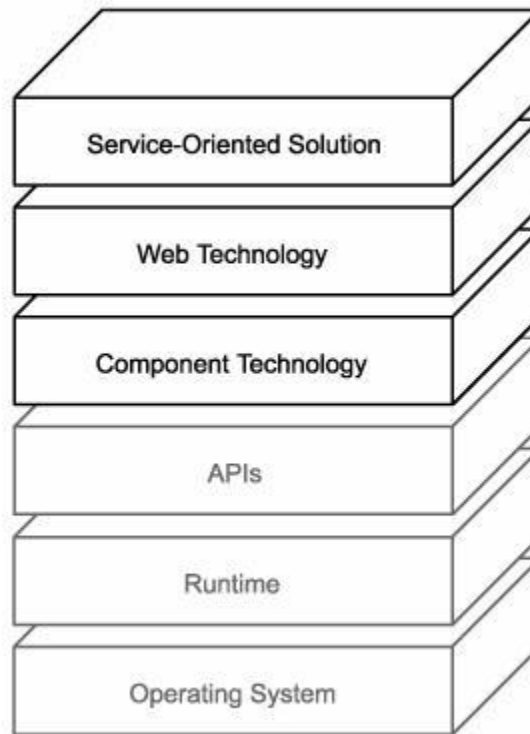 Service-Oriented Solution
Web Technology
Component Technology
APIs
Runtime
Operating System